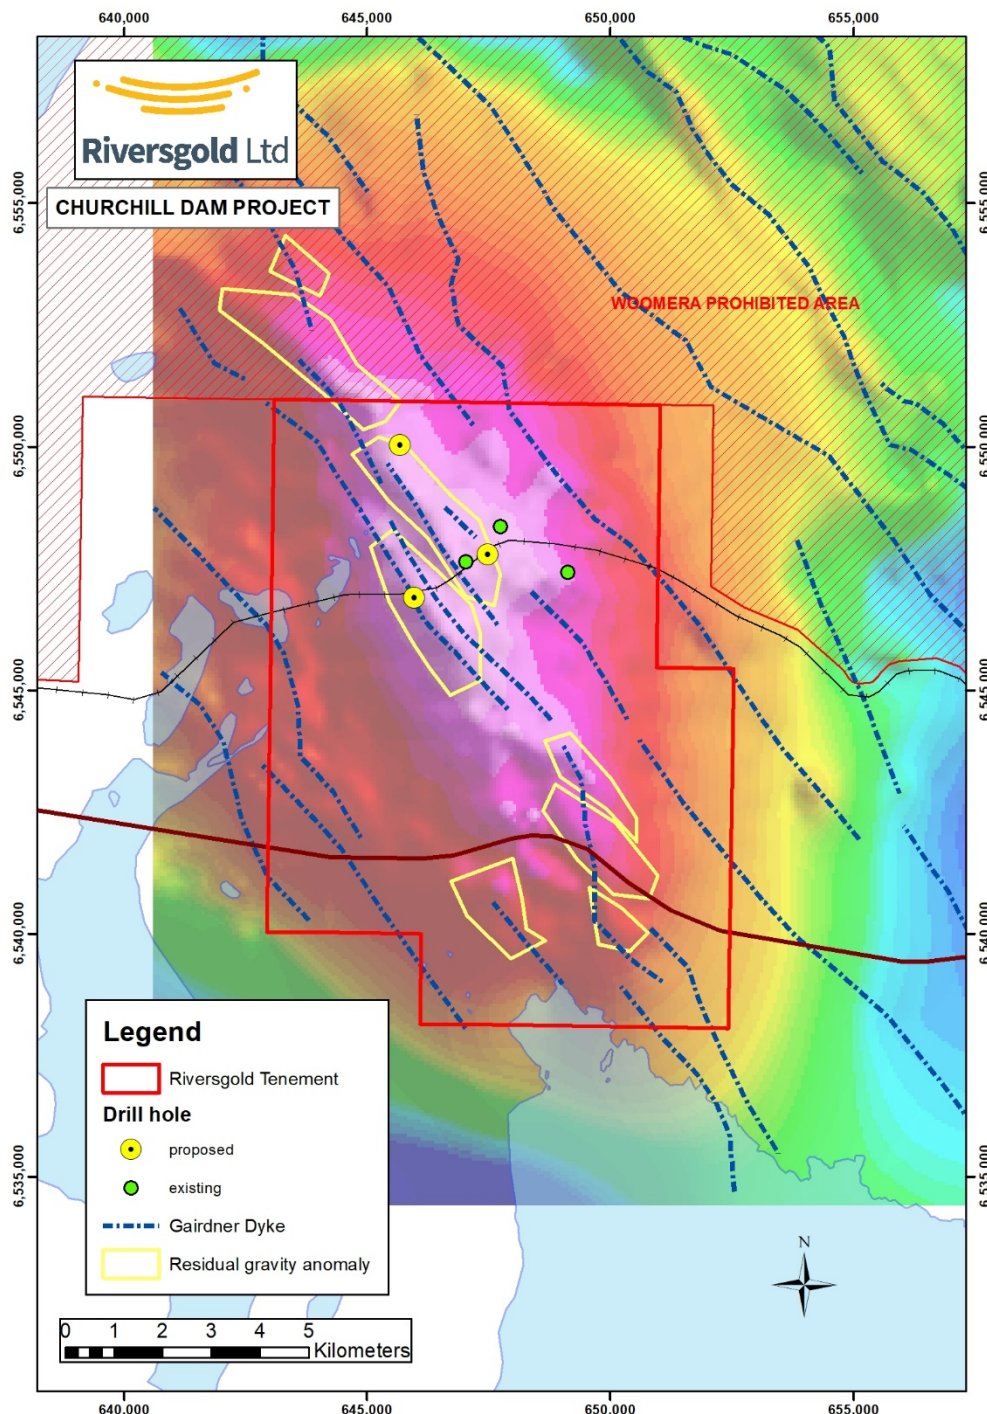 640,000 645,000 650,000 655,000
Riversgold Ltd
CHURCHILL DAM PROJECT
WOOMERA PROHIBITED AREA
6,555,000
6,550,000
6,545,000
6,540,000
6,535,000
6,555,000
6,550,000
6,545,000
6,540,000
6,535,000
Legend
Riversgold Tenement
Drill hole
proposed
existing
Gairdner Dyke
Residual gravity anomaly
N
0 1 2 3 4 5
Kilometers
640,000 645,000 650,000 655,000